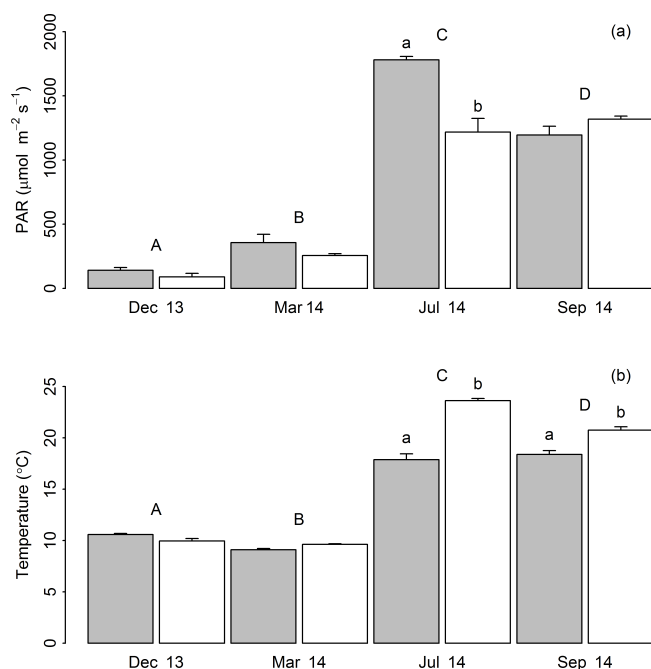 (a)
PAR (µmol m⁻² s⁻¹)
2000
1500
1000
500
0
A
B
a
C
b
D
Dec 13
Mar 14
Jul 14
Sep 14
(b)
Temperature (°C)
25
20
15
10
5
0
A
B
a
C
b
a
D
b
Dec 13
Mar 14
Jul 14
Sep 14